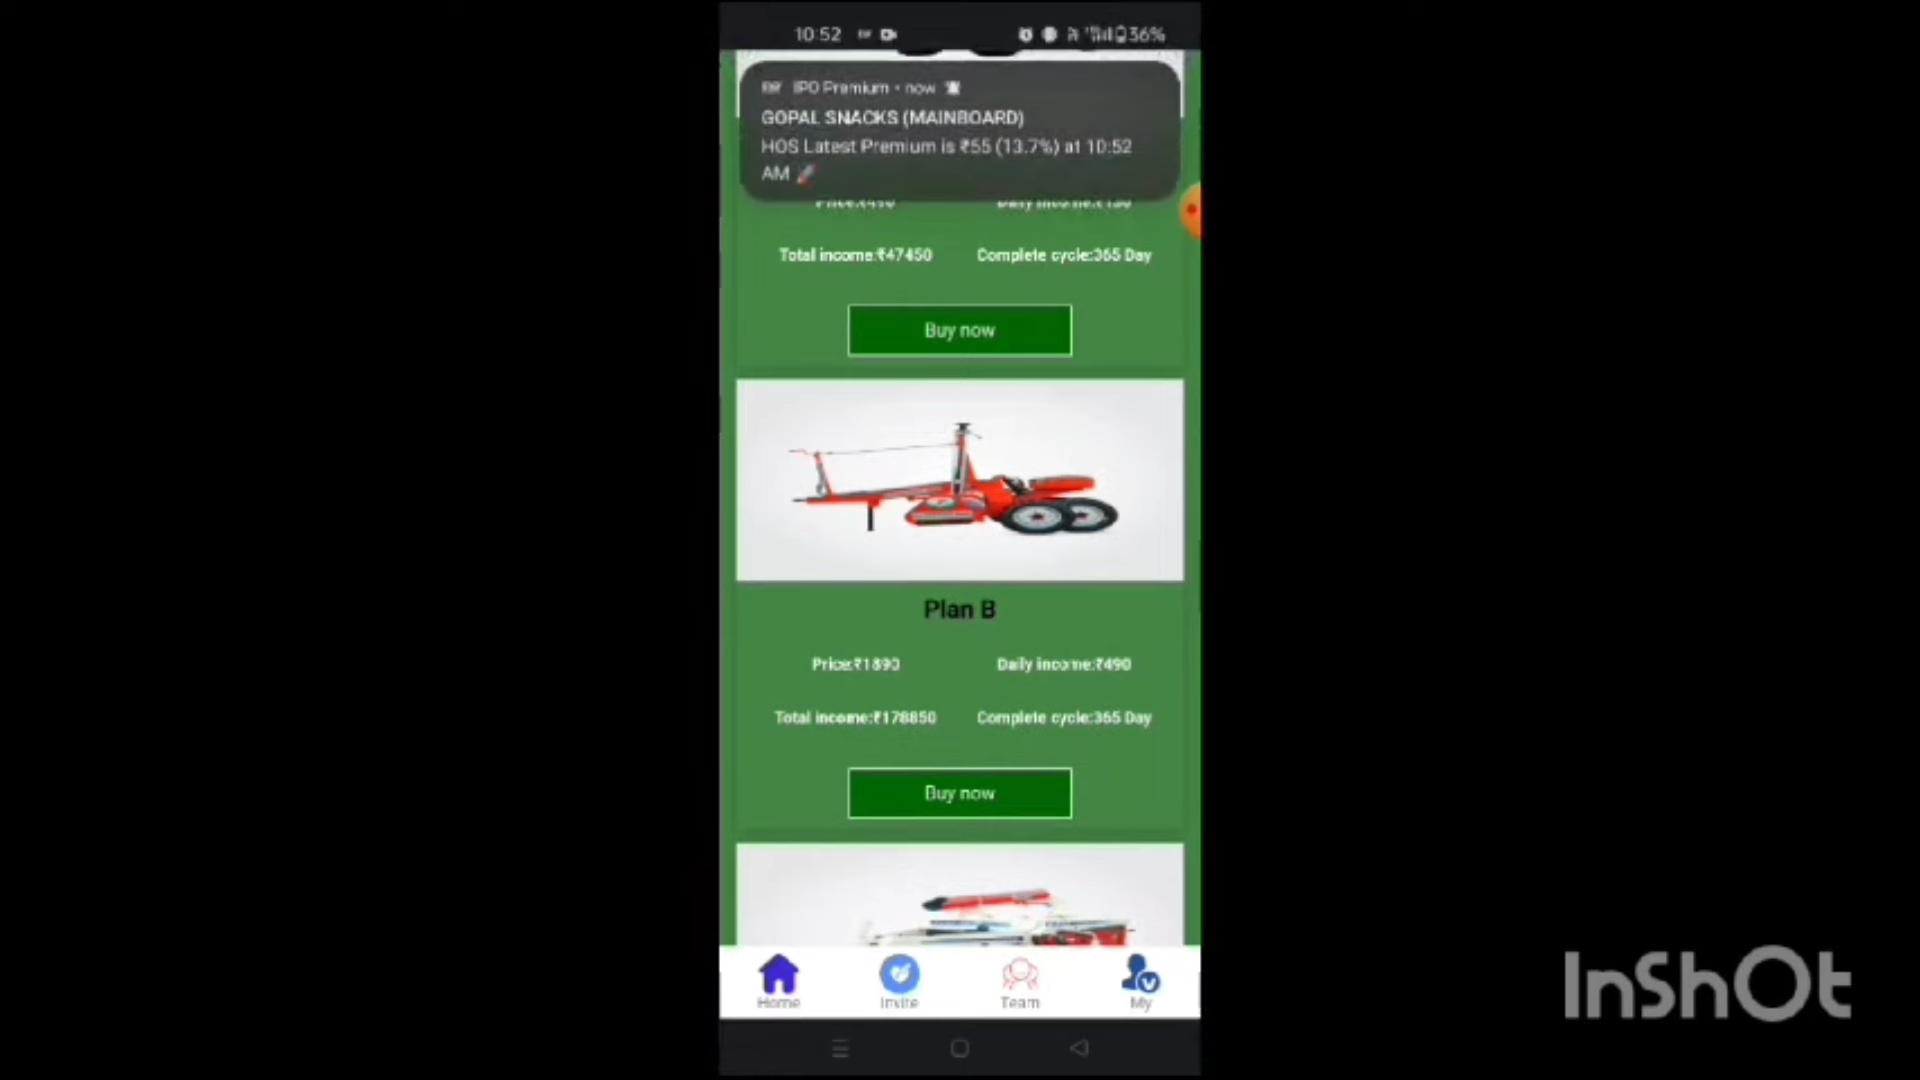 10:52
36%
IPO Premium • now
GOPAL SNACKS (MAINBOARD)
HOS Latest Premium is ₹55 (13.7%) at 10:52
AM 🚀
Total income:₹47450 Complete cycle:365 Day
Buy now
Plan B
Price:₹1890 Daily income:₹490
Total income:₹178850 Complete cycle:365 Day
Buy now
Home Invite Team My
InShOt